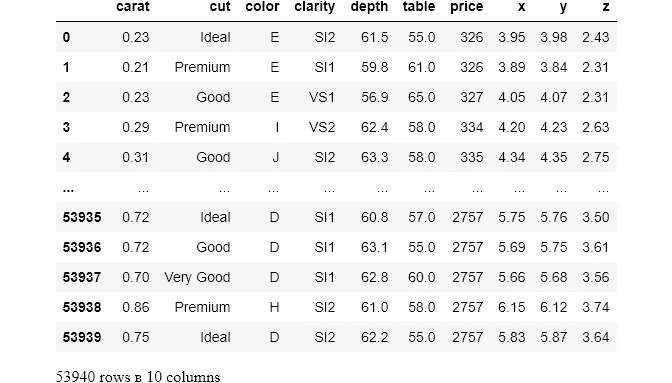 carat cut color clarity depth table price x y z
0 0.23 Ideal E SI2 61.5 55.0 326 3.95 3.98 2.43
1 0.21 Premium E SI1 59.8 61.0 326 3.89 3.84 2.31
2 0.23 Good E VS1 56.9 65.0 327 4.05 4.07 2.31
3 0.29 Premium I VS2 62.4 58.0 334 4.20 4.23 2.63
4 0.31 Good J SI2 63.3 58.0 335 4.34 4.35 2.75
... ... ... ... ... ... ... ... ... ... ...
53935 0.72 Ideal D SI1 60.8 57.0 2757 5.75 5.76 3.50
53936 0.72 Good D SI1 63.1 55.0 2757 5.69 5.75 3.61
53937 0.70 Very Good D SI1 62.8 60.0 2757 5.66 5.68 3.56
53938 0.86 Premium H SI2 61.0 58.0 2757 6.15 6.12 3.74
53939 0.75 Ideal D SI2 62.2 55.0 2757 5.83 5.87 3.64
53940 rows в 10 columns